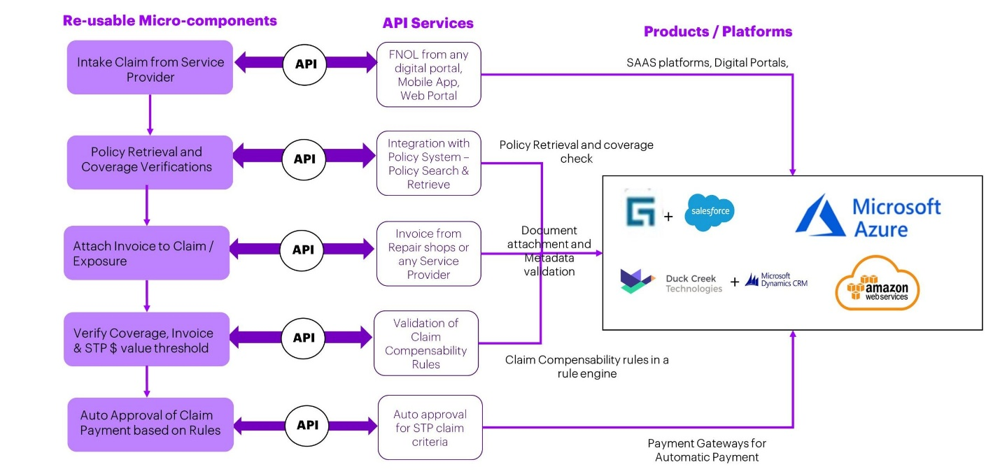 Re-usable Micro-components
API Services
Products / Platforms
Intake Claim from Service
Provider
API
FNOL from any
digital portal,
Mobile App,
Web Portal
SAAS platforms, Digital Portals,
Policy Retrieval and
Coverage Verifications
API
Integration with
Policy System –
Policy Search &
Retrieve
Policy Retrieval and coverage
check
Attach Invoice to Claim /
Exposure
API
Invoice from
Repair shops or
any Service
Provider
Document
attachment and
Metadata
validation
+
salesforce
Microsoft
Azure
Duck Creek
Technologies
+
Microsoft
Dynamics CRM
amazon
web services
Verify Coverage, Invoice
& STP $ value threshold
API
Validation of
Claim
Compensability
Rules
Claim Compensability rules in a
rule engine
Auto Approval of Claim
Payment based on Rules
API
Auto approval
for STP claim
criteria
Payment Gateways for
Automatic Payment